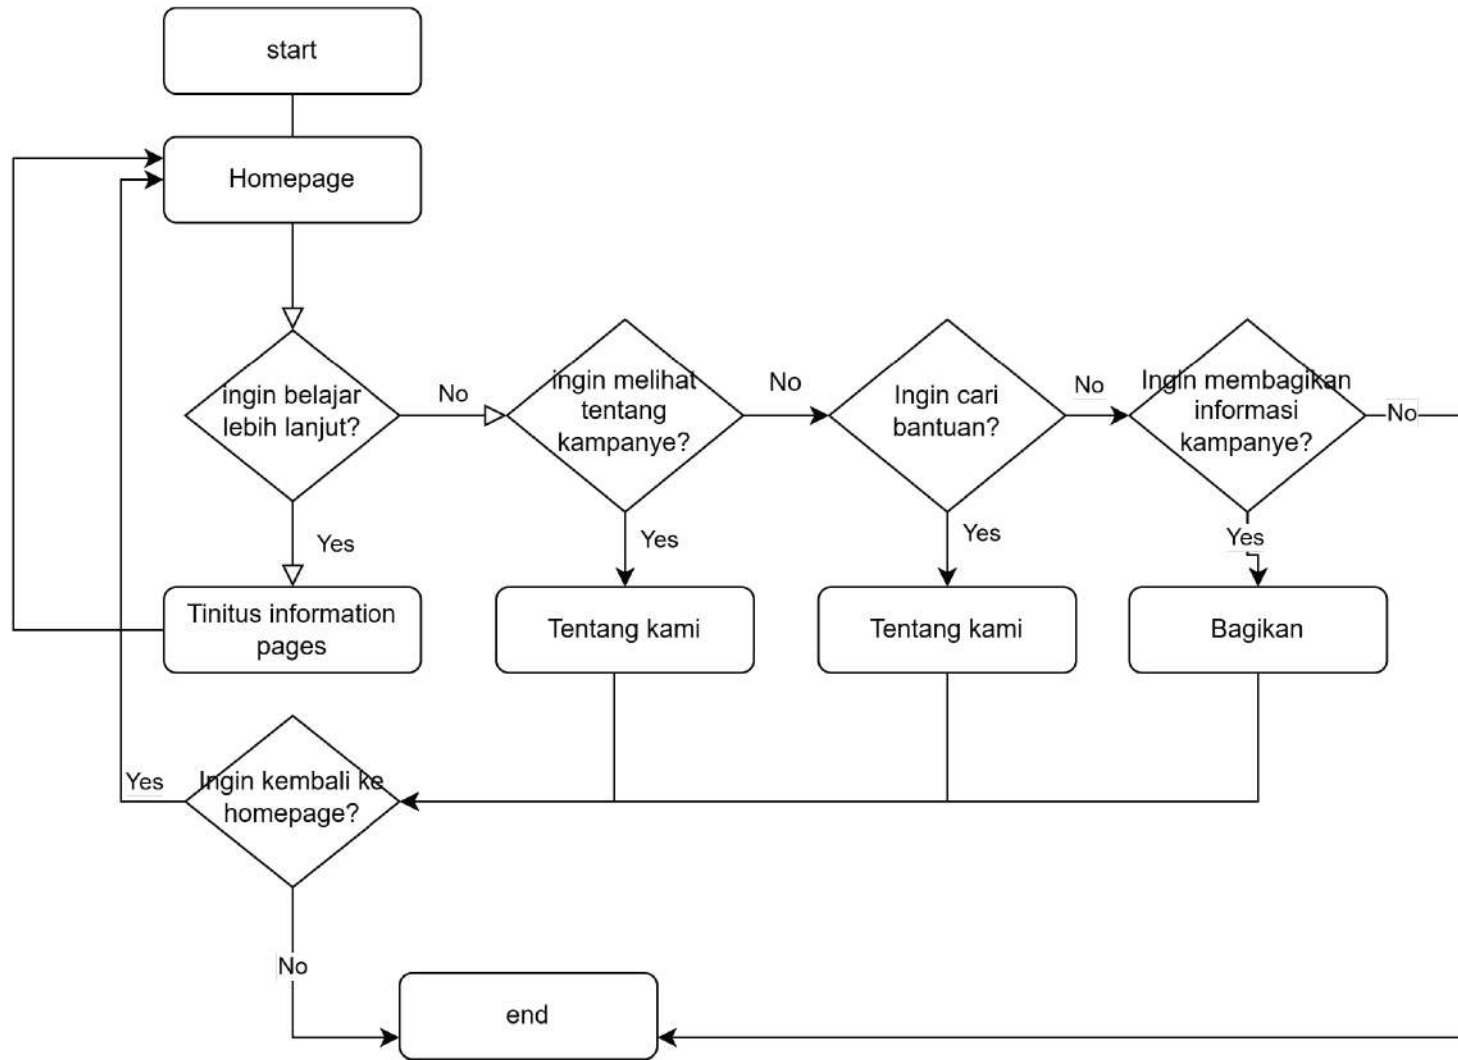 start
Homepage
ingin belajar
lebih lanjut?
No
ingin melihat
tentang
kampanye?
No
Ingin cari
bantuan?
No
Ingin membagikan
informasi
kampanye?
No
Yes
Yes
Yes
Yes
Tinitus information
pages
Tentang kami
Tentang kami
Bagikan
Yes
Ingin kembali ke
homepage?
No
end